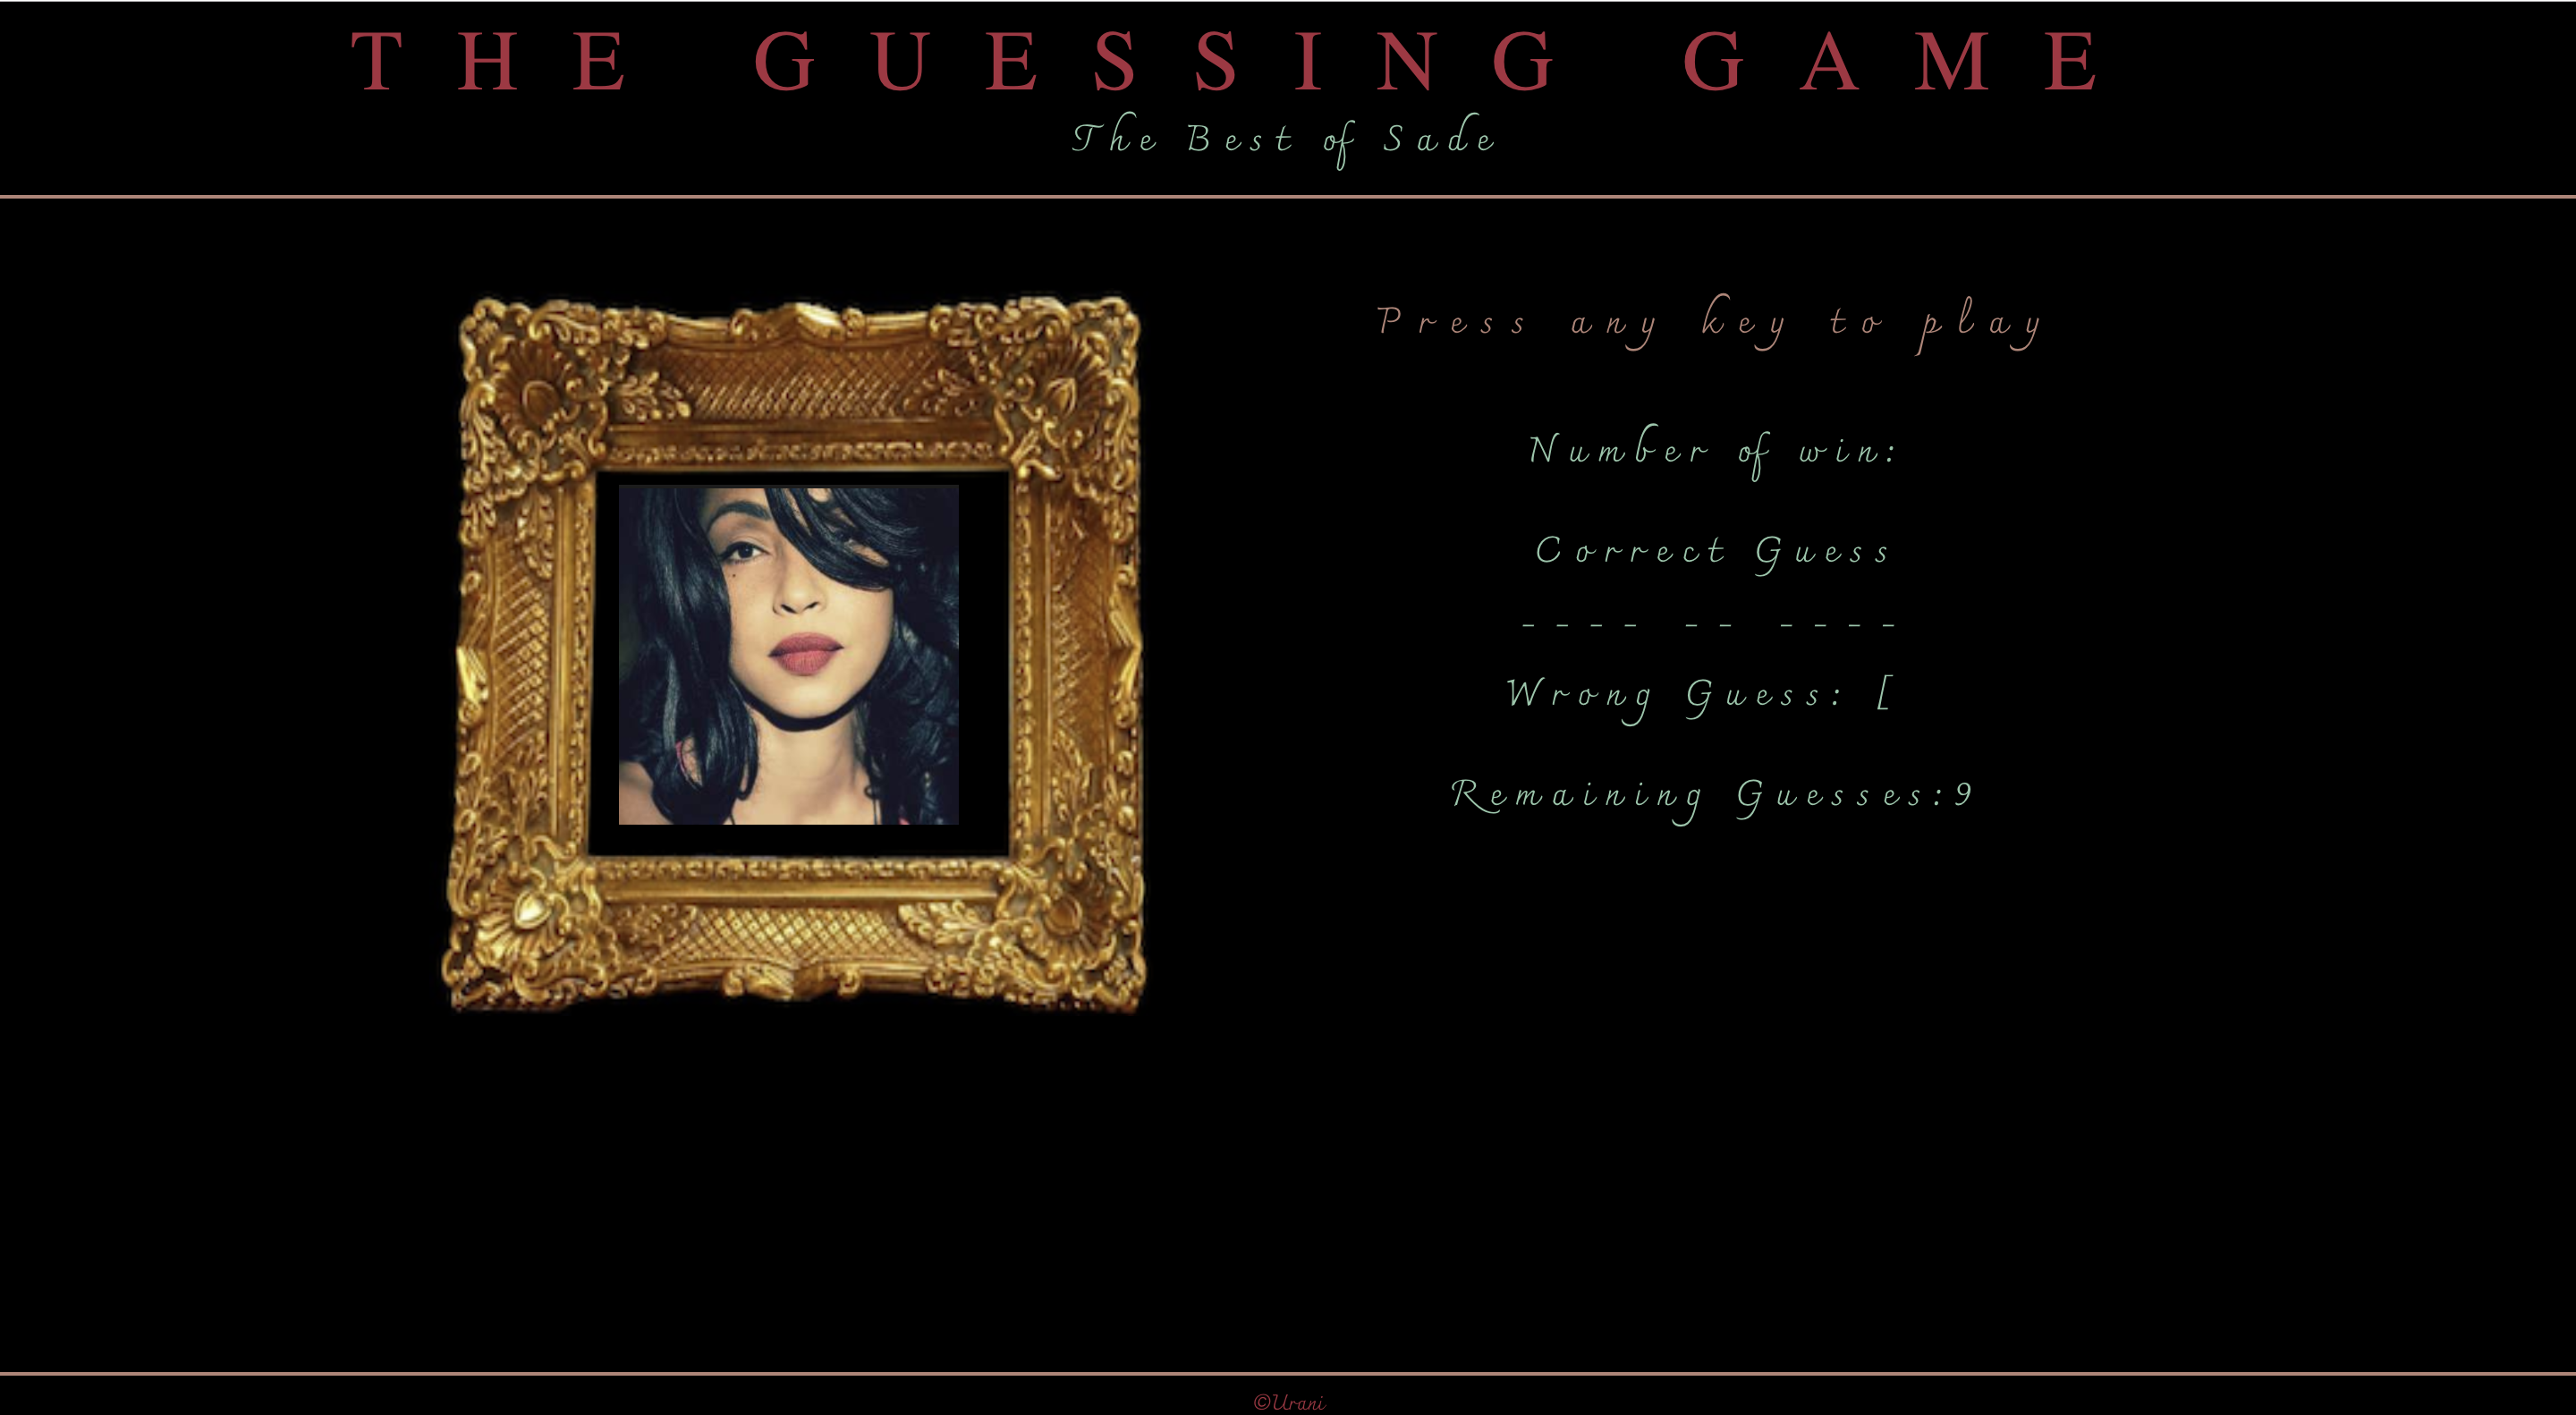 THE GUESSING GAME
The Best of Sade
Press any key to play
Number of win:
Correct Guess
---- -- ----
Wrong Guess: [
Remaining Guesses:9
©Urani